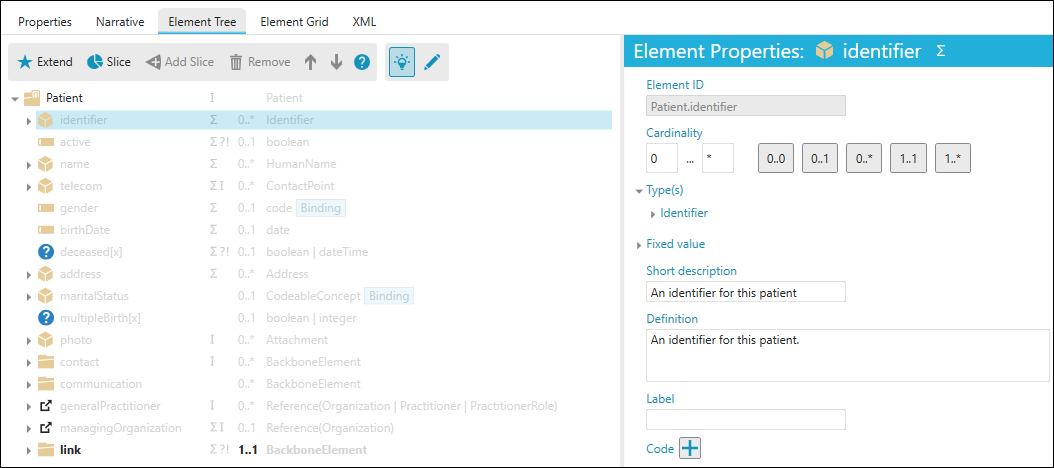 Properties Narrative Element Tree Element Grid XML
Extend Slice Add Slice Remove ?
Patient I Patient
identifier Σ 0..* Identifier
active Σ?! 0..1 boolean
name Σ 0..* HumanName
telecom Σ I 0..* ContactPoint
gender Σ 0..1 code Binding
birthDate Σ 0..1 date
? deceased[x] Σ?! 0..1 boolean | dateTime
address Σ 0..* Address
maritalStatus 0..1 CodeableConcept Binding
? multipleBirth[x] 0..1 boolean | integer
photo I 0..* Attachment
contact I 0..* BackboneElement
communication 0..* BackboneElement
generalPractitioner I 0..* Reference(Organization | Practitioner | PractitionerRole)
managingOrganization Σ I 0..1 Reference(Organization)
link Σ?! 1..1 BackboneElement
Element Properties: identifier Σ
Element ID
Patient.identifier
Cardinality
0 ... * 0..0 0..1 0..* 1..1 1..*
Type(s)
Identifier
Fixed value
Short description
An identifier for this patient
Definition
An identifier for this patient.
Label
Code +